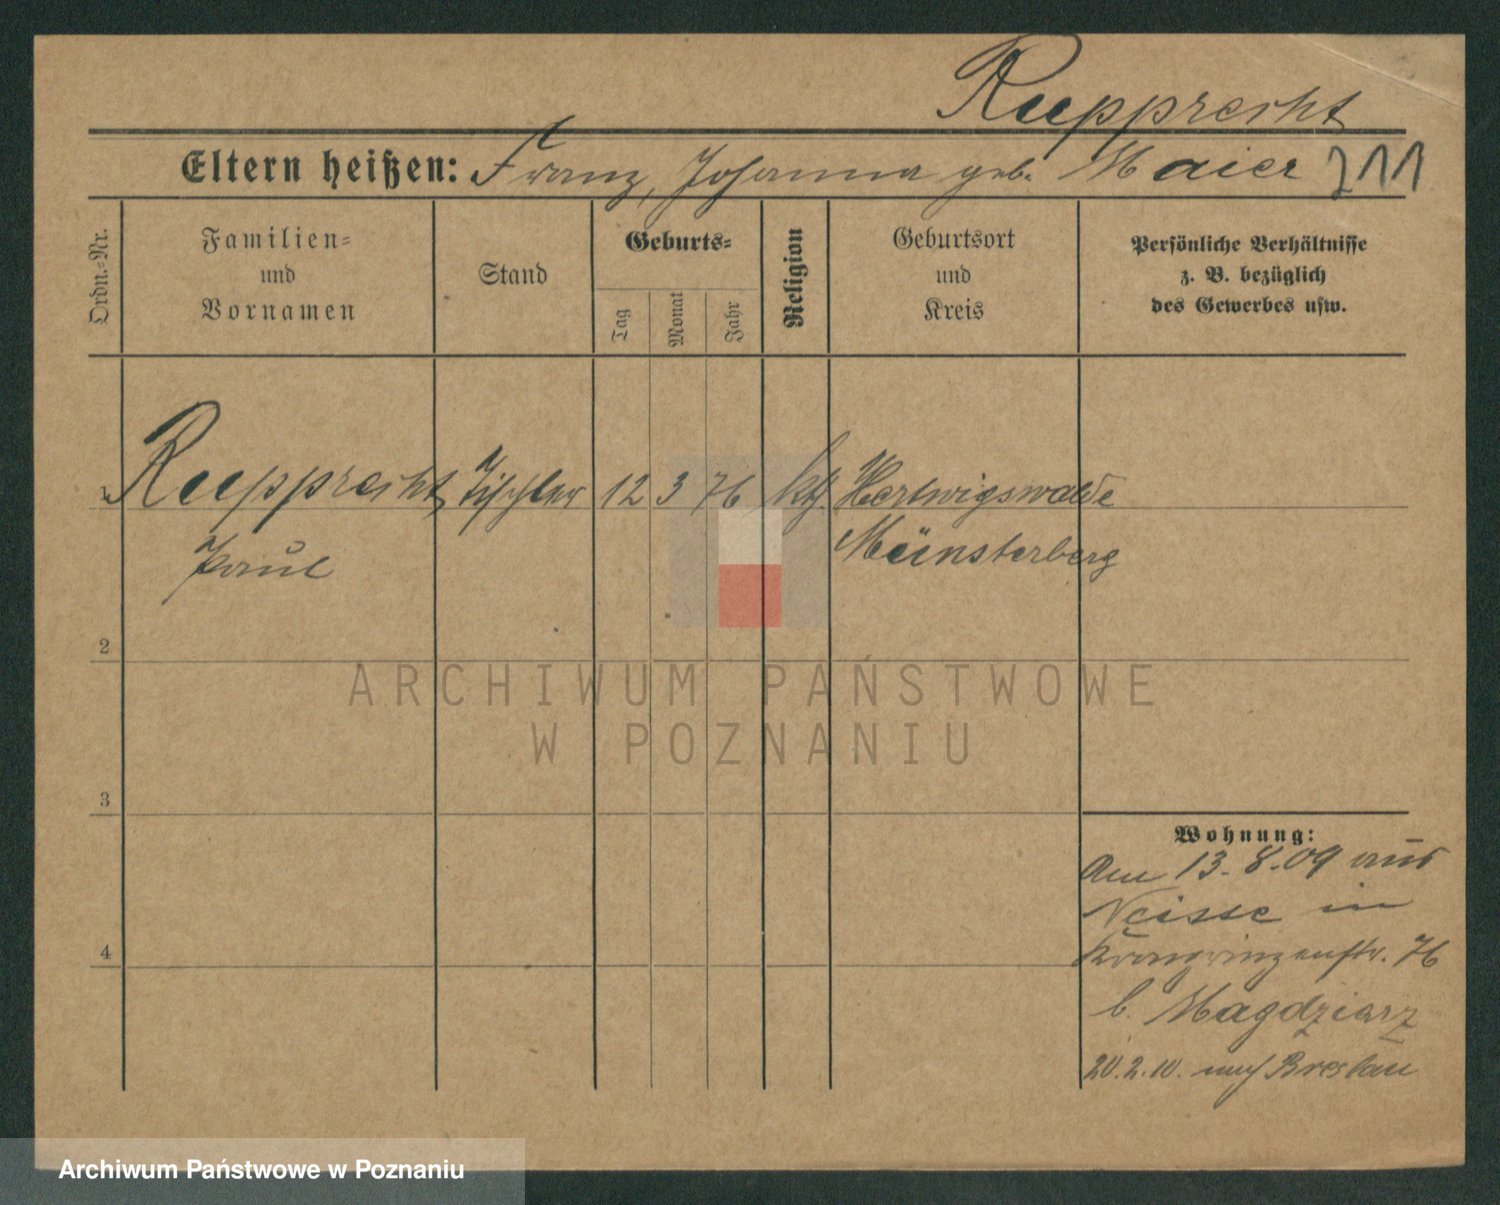 Rupprecht
Eltern heißen: Franz, Johanna geb. Maier 711
Ordn.=Nr.
Familien=
und
Vornamen
Stand
Geburts=
Tag
Monat
Jahr
Religion
Geburtsort
und
Kreis
Persönliche Verhältnisse
z. B. bezüglich
des Gewerbes usw.
1 Rupprecht, Tischler 12 3 76 kth. Hertwigswalde
Paul Münsterberg
2
ARCHIWUM PAŃSTWOWE
W POZNANIU
3
Wohnung:
Am 13.8.09 aus
Neisse in
Kronprinzenstr. 76
4
b. Magdziarz
20.2.10. nach Breslau
Archiwum Państwowe w Poznaniu